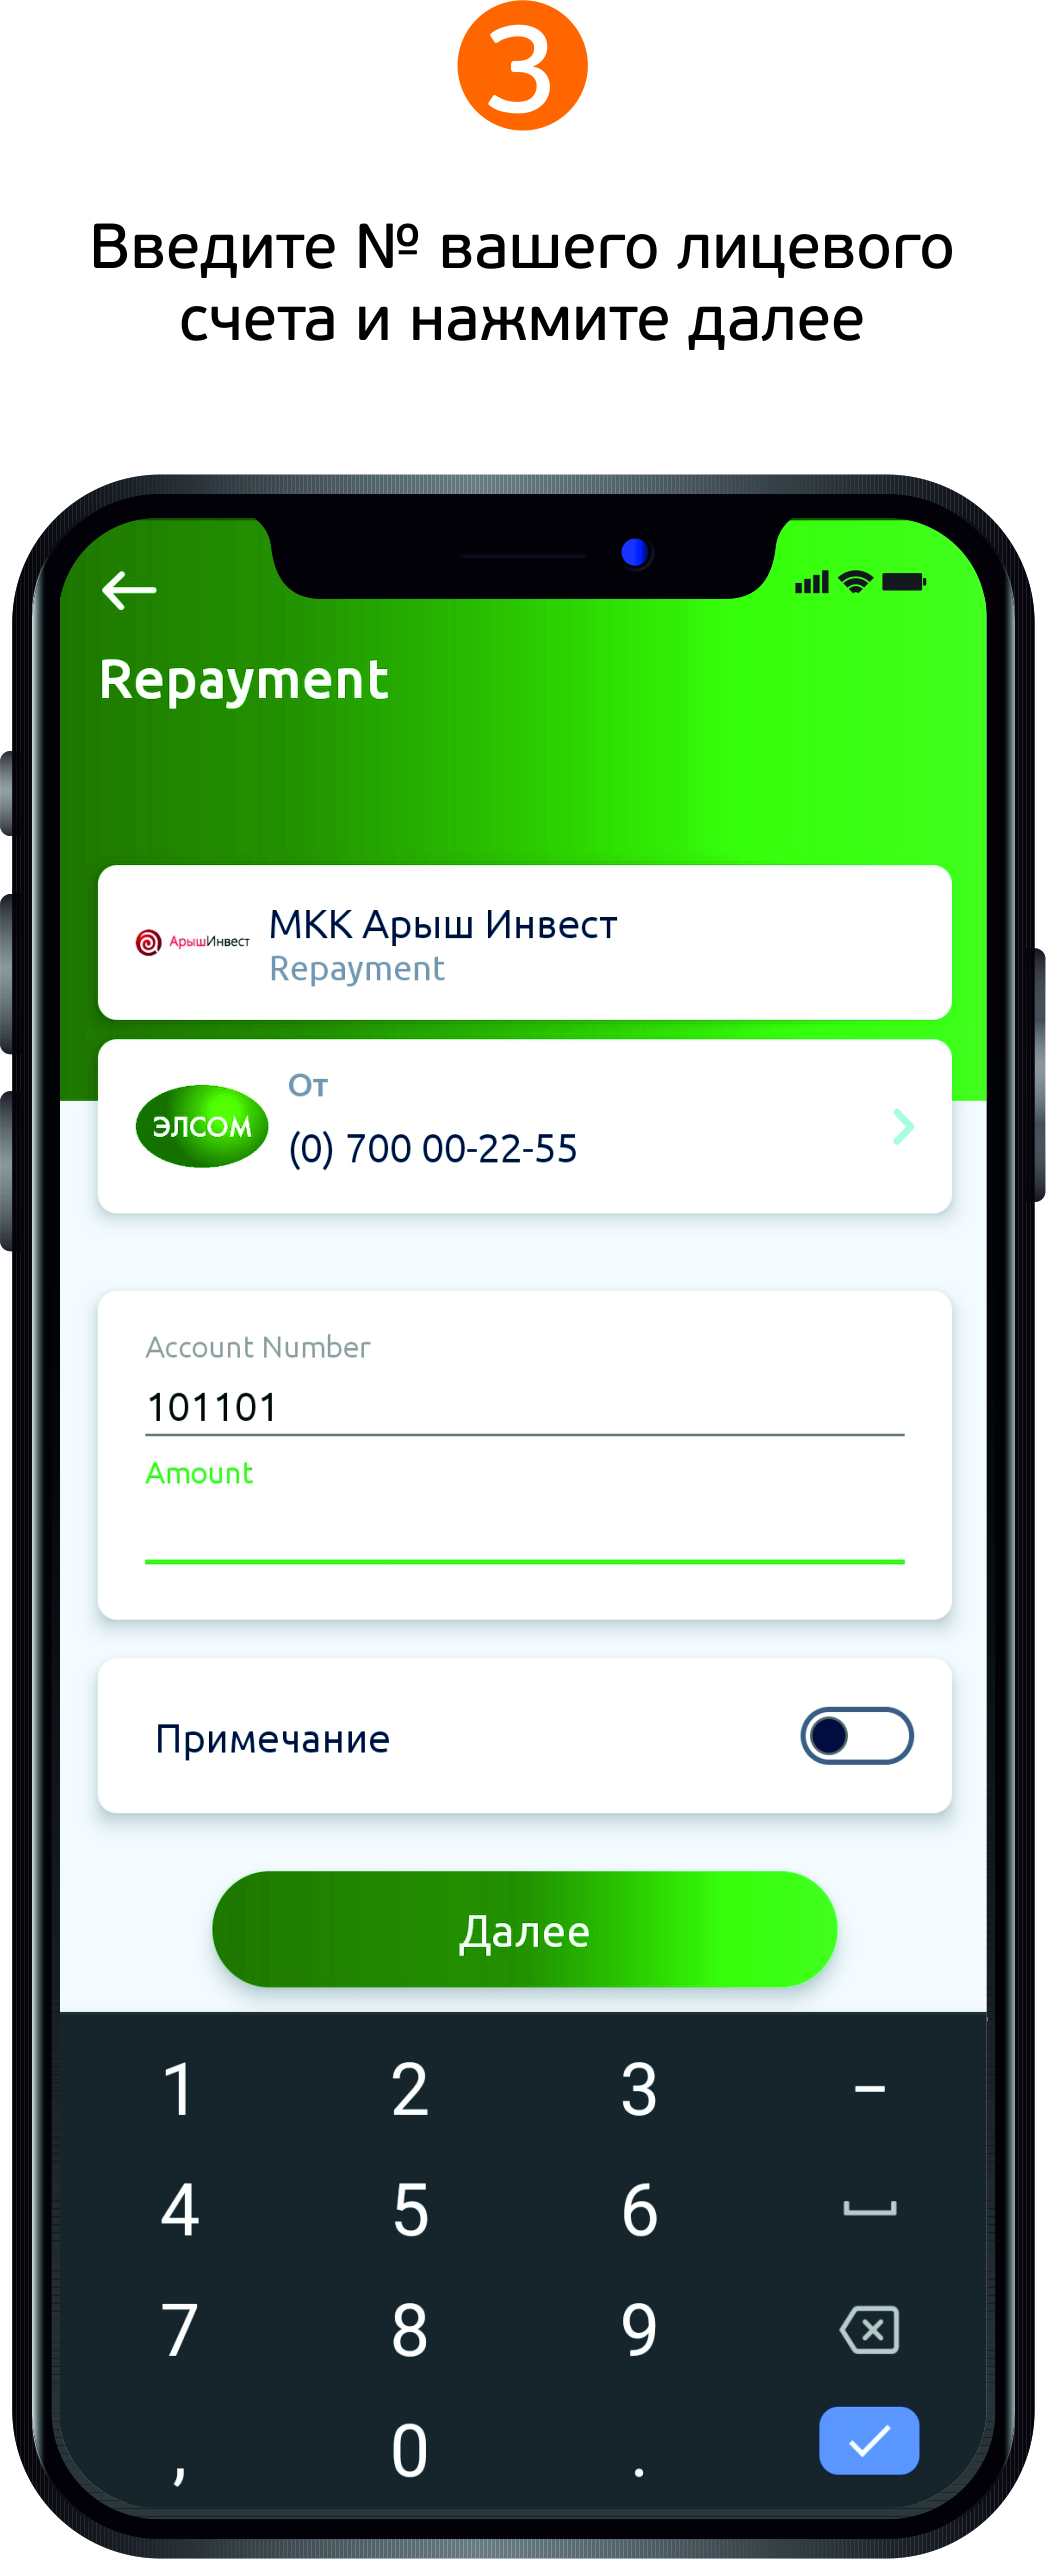 3
Введите № вашего лицевого
счета и нажмите далее
Repayment
АрышИнвест
МКК Арыш Инвест
Repayment
ЭЛСОМ
От
(0) 700 00-22-55
Account Number
101101
Amount
Примечание
Далее
1 2 3 –
4 5 6
7 8 9
, 0 .